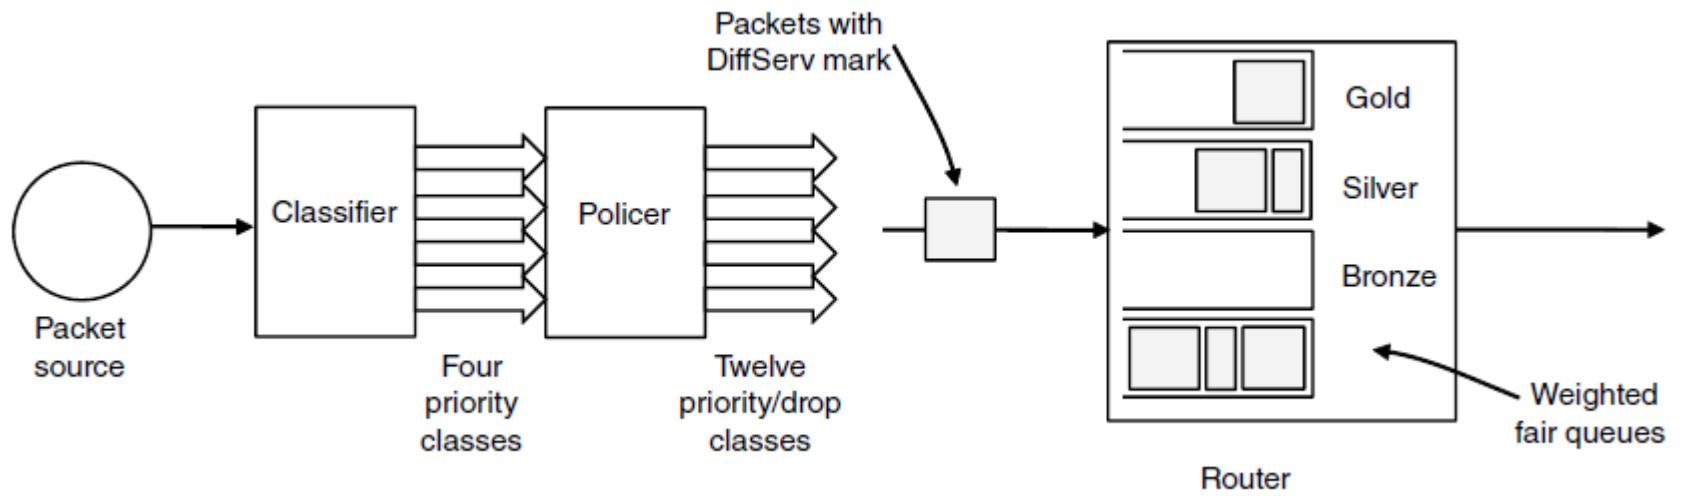 Packet
source
Classifier
Four
priority
classes
Policer
Twelve
priority/drop
classes
Packets with
DiffServ mark
Gold
Silver
Bronze
Weighted
fair queues
Router